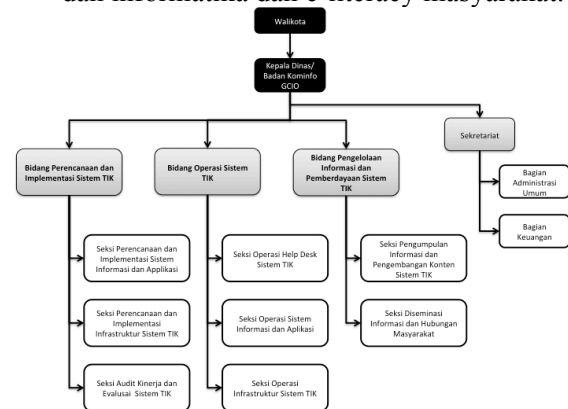 dan informatika dan e-literacy masyarakat.
Walikota
Kepala Dinas/
Badan Kominfo
GCIO
Sekretariat
Bidang Perencanaan dan
Implementasi Sistem TIK
Bidang Operasi Sistem
TIK
Bidang Pengelolaan
Informasi dan
Pemberdayaan Sistem
TIK
Bagian
Administrasi
Umum
Bagian
Keuangan
Seksi Perencanaan dan
Implementasi Sistem
Informasi dan Applikasi
Seksi Operasi Help Desk
Sistem TIK
Seksi Pengumpulan
Informasi dan
Pengembangan Konten
Sistem TIK
Seksi Perencanaan dan
Implementasi
Infrastruktur Sistem TIK
Seksi Operasi Sistem
Informasi dan Aplikasi
Seksi Diseminasi
Informasi dan Hubungan
Masyarakat
Seksi Audit Kinerja dan
Evalusai Sistem TIK
Seksi Operasi
Infrastruktur Sistem TIK